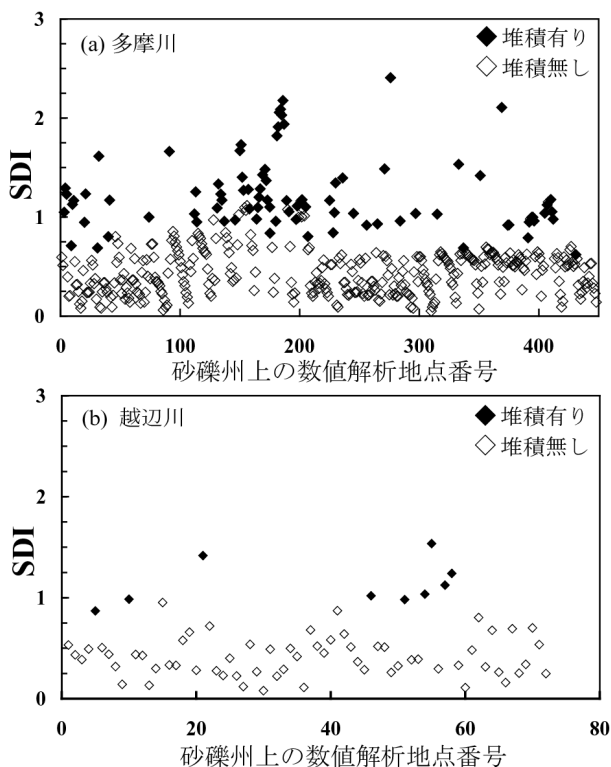 3
(a) 多摩川
◆堆積有り
◇堆積無し
2
SDI
1
0
0 100 200 300 400
砂礫州上の数値解析地点番号
3
(b) 越辺川
◆堆積有り
◇堆積無し
2
SDI
1
0
0 20 40 60 80
砂礫州上の数値解析地点番号